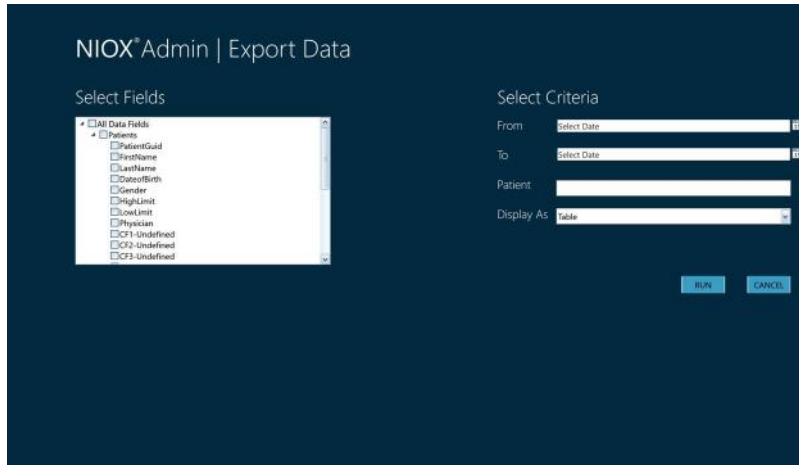 NIOX® Admin | Export Data
Select Fields
All Data Fields
Patients
PatientGuid
FirstName
LastName
DateofBirth
Gender
HighLimit
LowLimit
Physician
CF1-Undefined
CF2-Undefined
CF3-Undefined
Select Criteria
From Select Date
To Select Date
Patient
Display As Table
RUN CANCEL